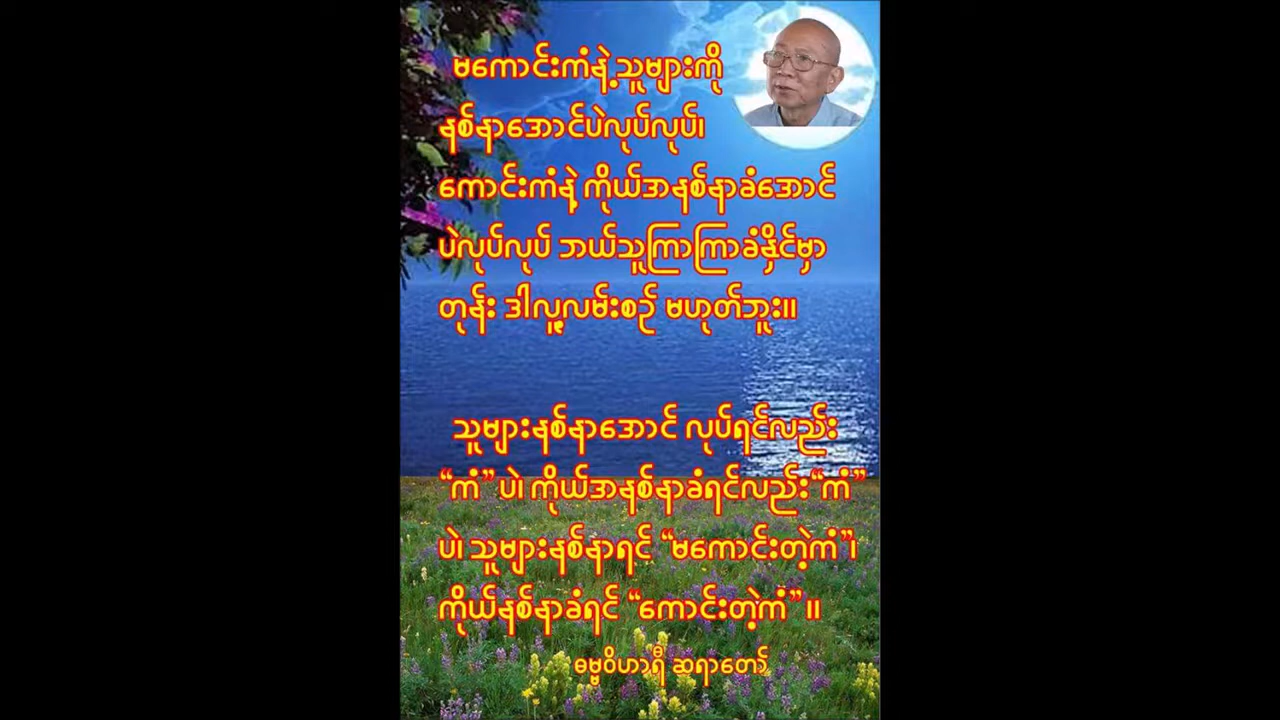 မကောင်းကံနဲ့သူများကို
နစ်နာအောင်ပဲလုပ်လုပ်၊
ကောင်းကံနဲ့ ကိုယ်အနစ်နာခံအောင်
ပဲလုပ်လုပ် ဘယ်သူကြာကြာခံနိုင်မှာ
တုန်း ဒါလူ့လမ်းစဉ် မဟုတ်ဘူး။
သူများနစ်နာအောင် လုပ်ရင်လည်း
“ကံ”ပဲ၊ ကိုယ်အနစ်နာခံရင်လည်း“ကံ”
ပဲ၊ သူများနစ်နာရင် “မကောင်းတဲ့ကံ”၊
ကိုယ်နစ်နာခံရင် “ကောင်းတဲ့ကံ”။
ဓမ္မဝိဟာရီ ဆရာတော်